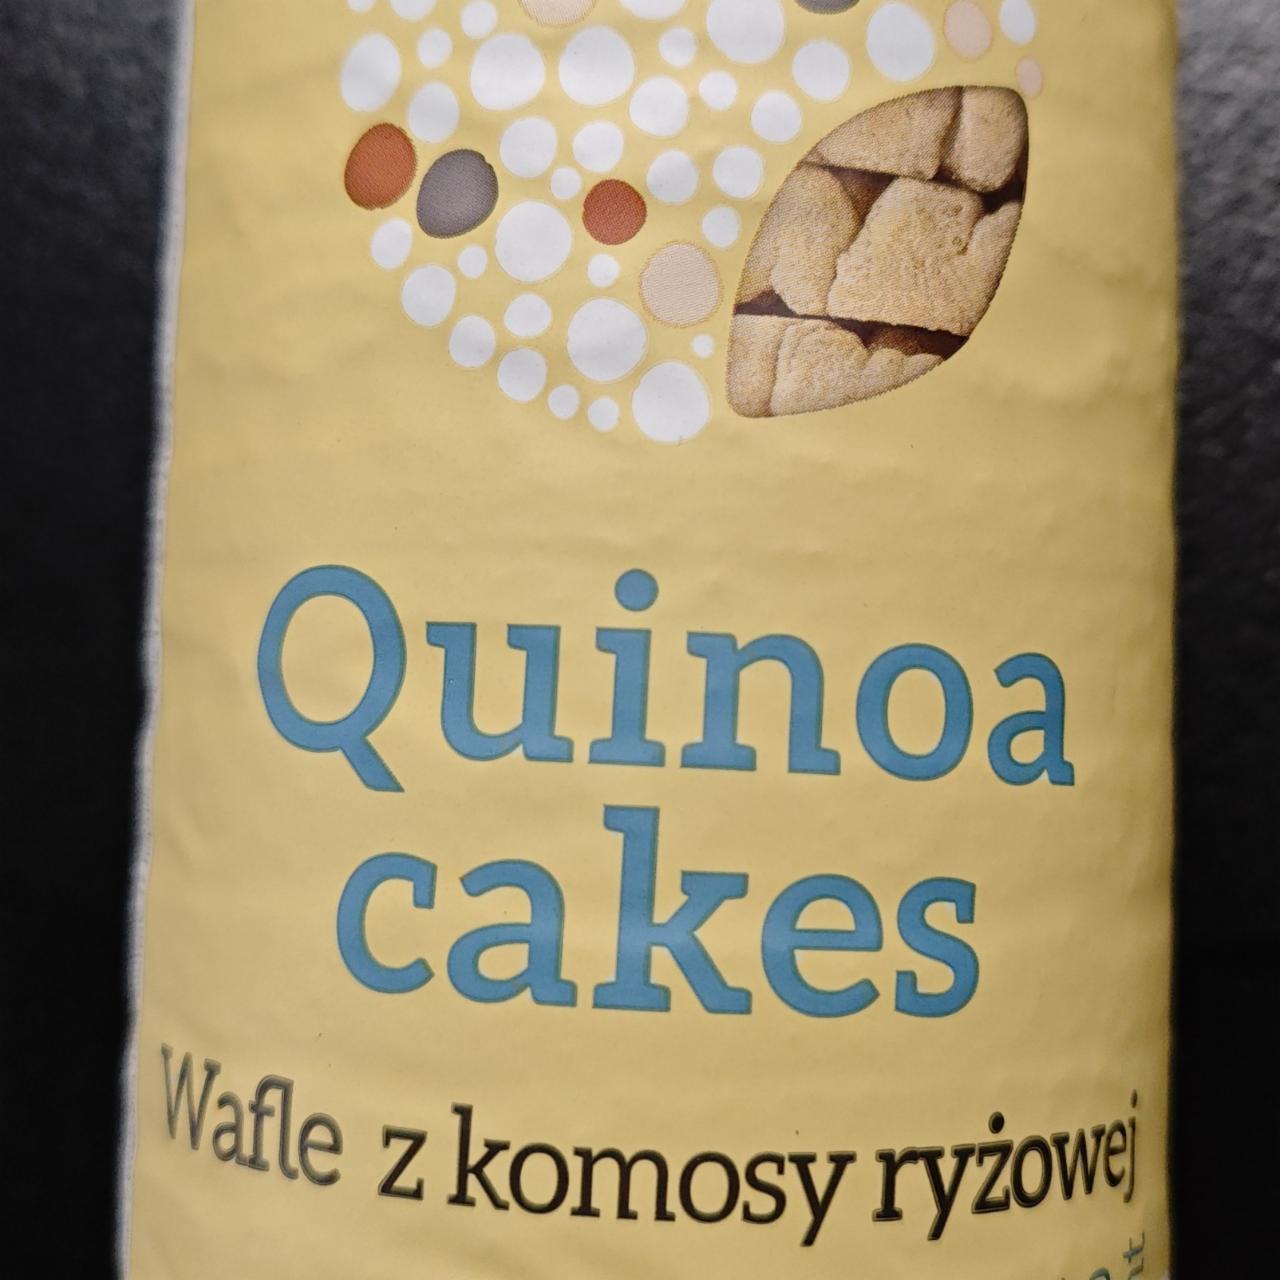 Quinoa
cakes
Wafle z komosy ryżowej